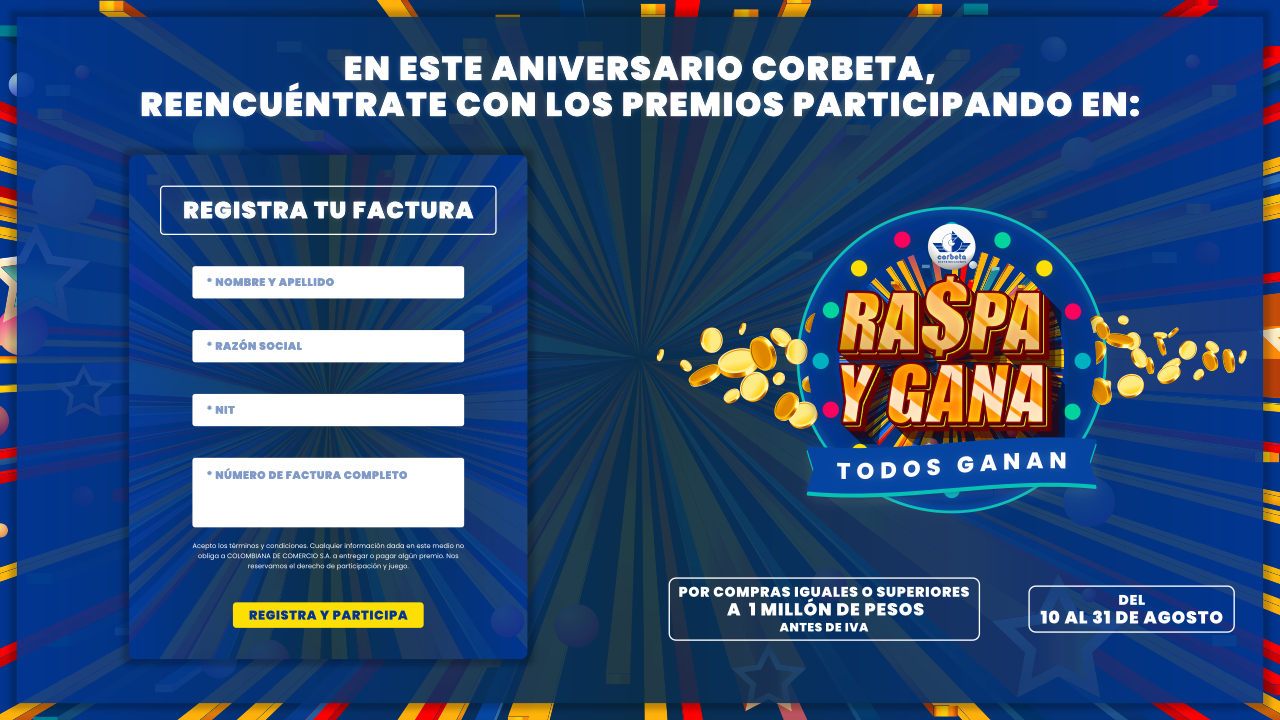 EN ESTE ANIVERSARIO CORBETA,
REENCUÉNTRATE CON LOS PREMIOS PARTICIPANDO EN:
REGISTRA TU FACTURA
* NOMBRE Y APELLIDO
* RAZÓN SOCIAL
* NIT
* NÚMERO DE FACTURA COMPLETO
Acepto los términos y condiciones. Cualquier información dada en este medio no
obliga a COLOMBIANA DE COMERCIO S.A. a entregar o pagar algún premio. Nos
reservamos el derecho de participación y juego.
REGISTRA Y PARTICIPA
corbeta
RA$PA
Y GANA
TODOS GANAN
POR COMPRAS IGUALES O SUPERIORES
A 1 MILLÓN DE PESOS
ANTES DE IVA
DEL
10 AL 31 DE AGOSTO